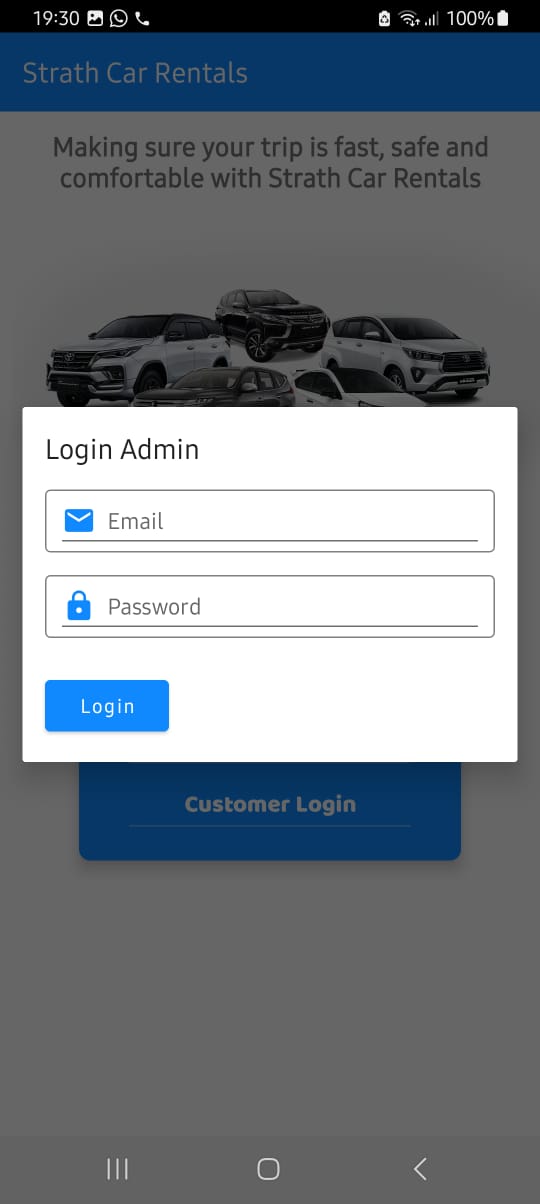 19:30
100%
Strath Car Rentals
Making sure your trip is fast, safe and
comfortable with Strath Car Rentals
Login Admin
Email
Password
Login
Customer Login